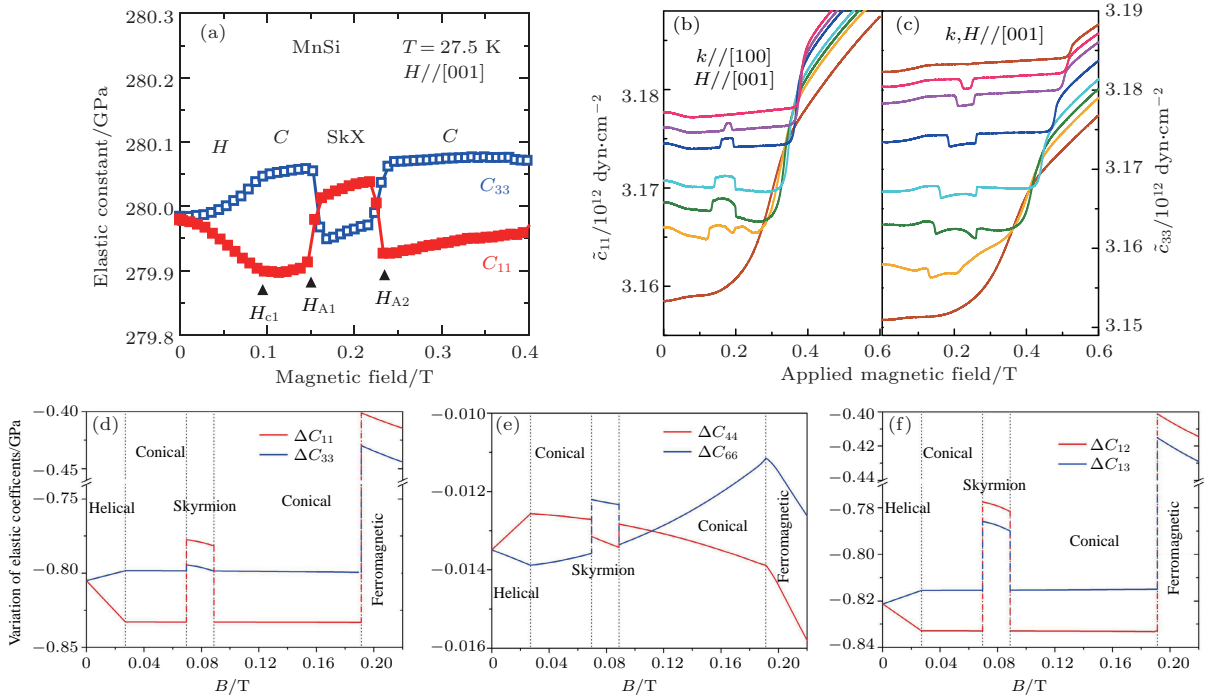 (a)
MnSi
T = 27.5 K
H//[001]
H
C
SkX
C
C33
C11
Hc1
HA1
HA2
280.3
280.2
280.1
280.0
279.9
279.8
Elastic constant/GPa
0
0.1
0.2
0.3
0.4
Magnetic field/T
(b)
k//[100]
H//[001]
3.18
3.17
3.16
c̃11/10^12 dyn·cm^−2
0
0.2
0.4
0.6
(c)
k,H//[001]
0.2
0.4
0.6
3.19
3.18
3.17
3.16
3.15
c̃33/10^12 dyn·cm^−2
Applied magnetic field/T
(d)
ΔC11
ΔC33
Conical
Helical
Skyrmion
Conical
Ferromagnetic
−0.40
−0.45
−0.75
−0.80
−0.85
Variation of elastic coefficents/GPa
0
0.04
0.08
0.12
0.16
0.20
B/T
(e)
ΔC44
ΔC66
Conical
Conical
Skyrmion
Helical
Ferromagnetic
−0.010
−0.012
−0.014
−0.016
0
0.04
0.08
0.12
0.16
0.20
B/T
(f)
ΔC12
ΔC13
Conical
Skyrmion
Helical
Conical
Ferromagnetic
−0.40
−0.42
−0.44
−0.78
−0.80
−0.82
−0.84
0
0.04
0.08
0.12
0.16
0.20
B/T